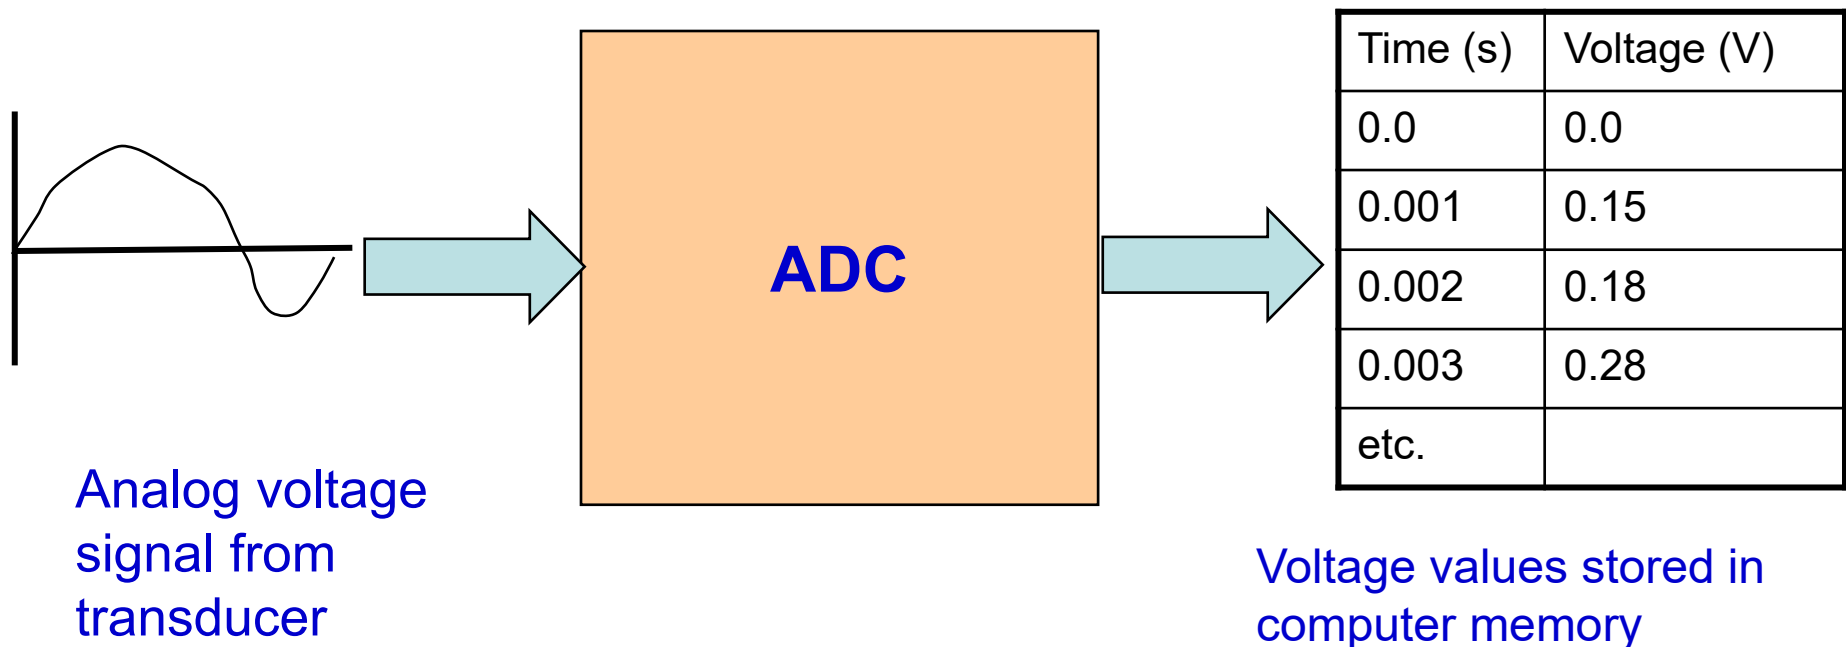 Analog voltage
signal from
transducer
ADC
Time (s) Voltage (V)
0.0 0.0
0.001 0.15
0.002 0.18
0.003 0.28
etc.
Voltage values stored in
computer memory